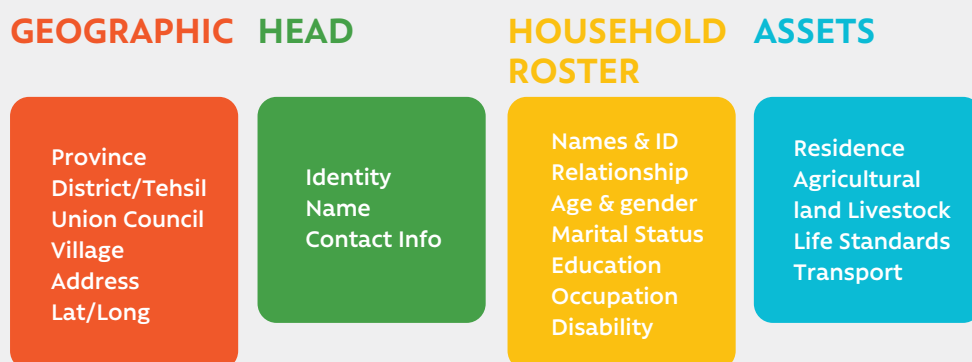 GEOGRAPHIC
Province
District/Tehsil
Union Council
Village
Address
Lat/Long
HEAD
Identity
Name
Contact Info
HOUSEHOLD
ROSTER
Names & ID
Relationship
Age & gender
Marital Status
Education
Occupation
Disability
ASSETS
Residence
Agricultural
land Livestock
Life Standards
Transport